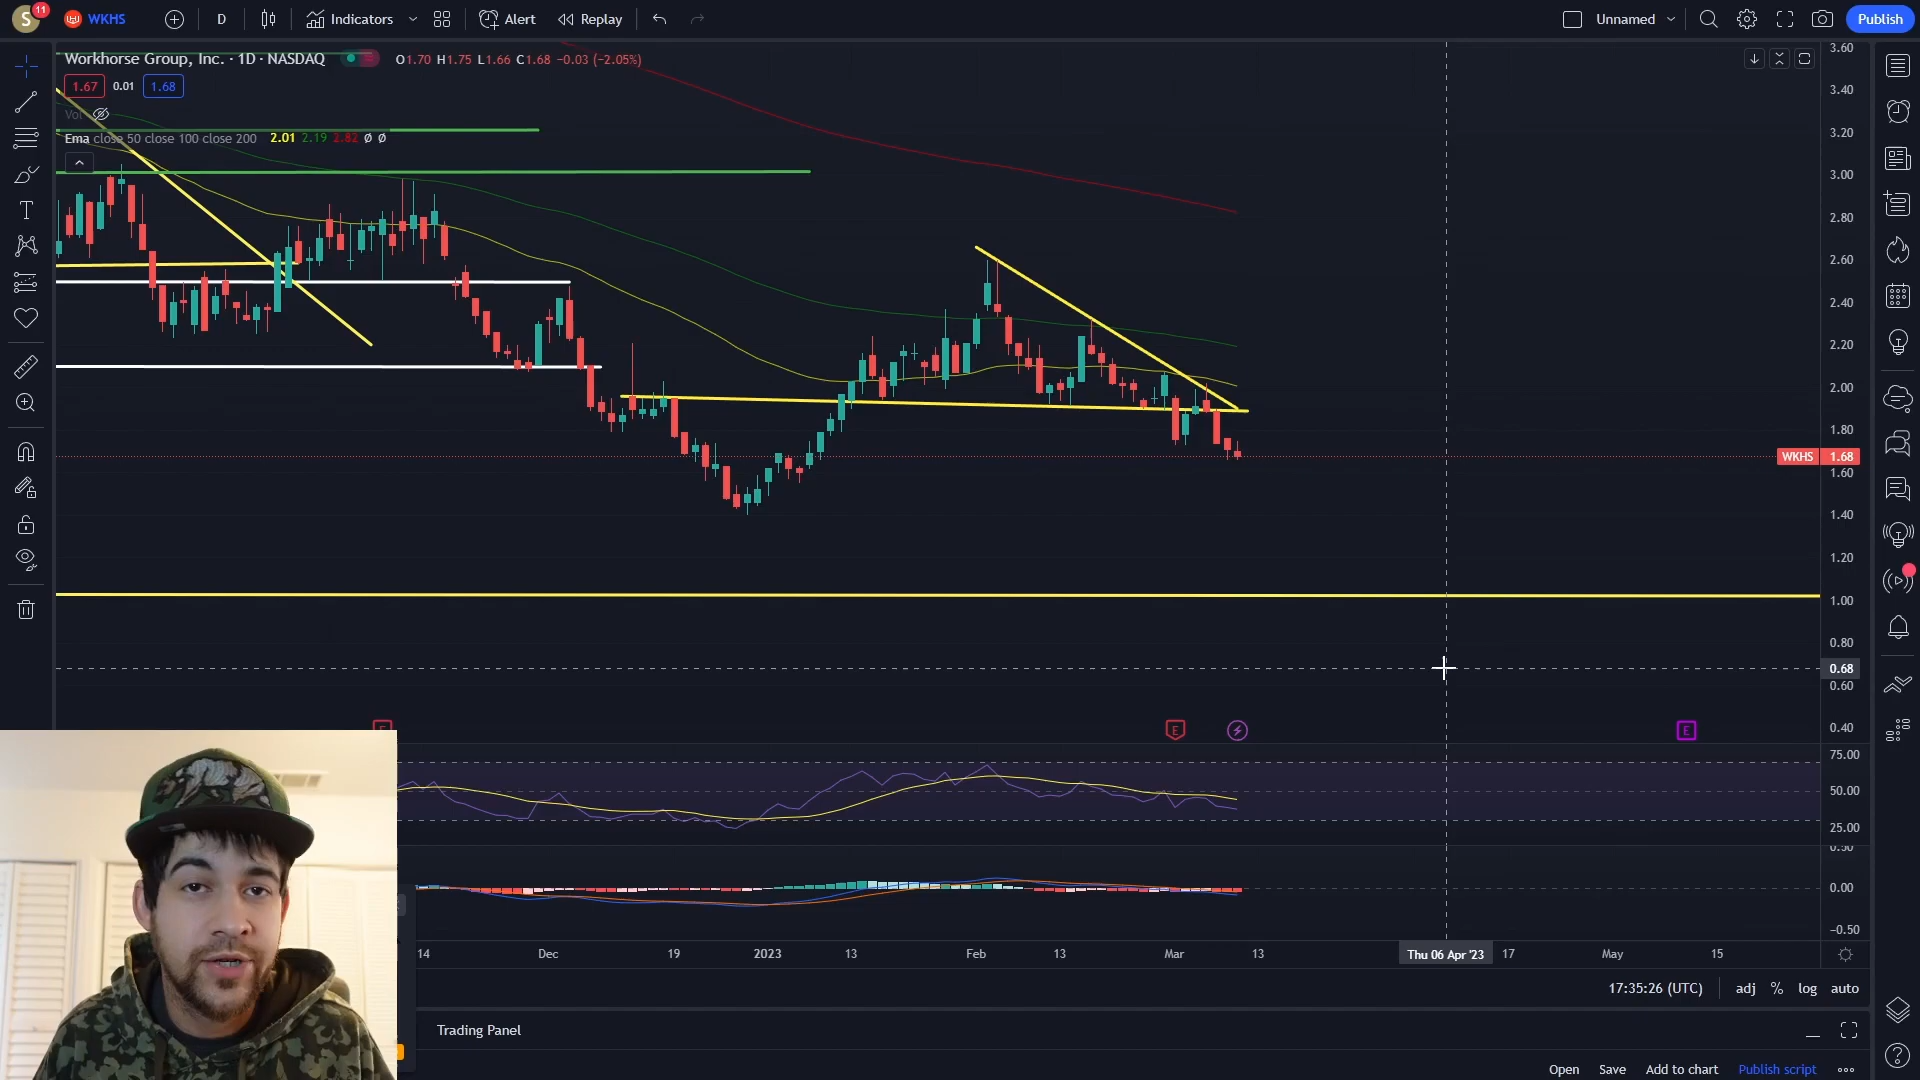 S 11 WKHS D Indicators Alert Replay Unnamed Publish
Workhorse Group, Inc. · 1D · NASDAQ O1.70 H1.75 L1.66 C1.68 −0.03 (−2.05%)
1.67 0.01 1.68
Vol
Ema close 50 close 100 close 200 2.01 2.19 2.82 Ø Ø
3.60
3.40
3.20
3.00
2.80
2.60
2.40
2.20
2.00
1.80
WKHS 1.68
1.60
1.40
1.20
1.00
0.80
0.68
0.60
0.40
E E E
75.00
50.00
25.00
0.50
0.00
−0.50
14 Dec 19 2023 13 Feb 13 Mar 13 Thu 06 Apr '23 17 May 15
17:35:26 (UTC) adj % log auto
Trading Panel
Open Save Add to chart Publish script